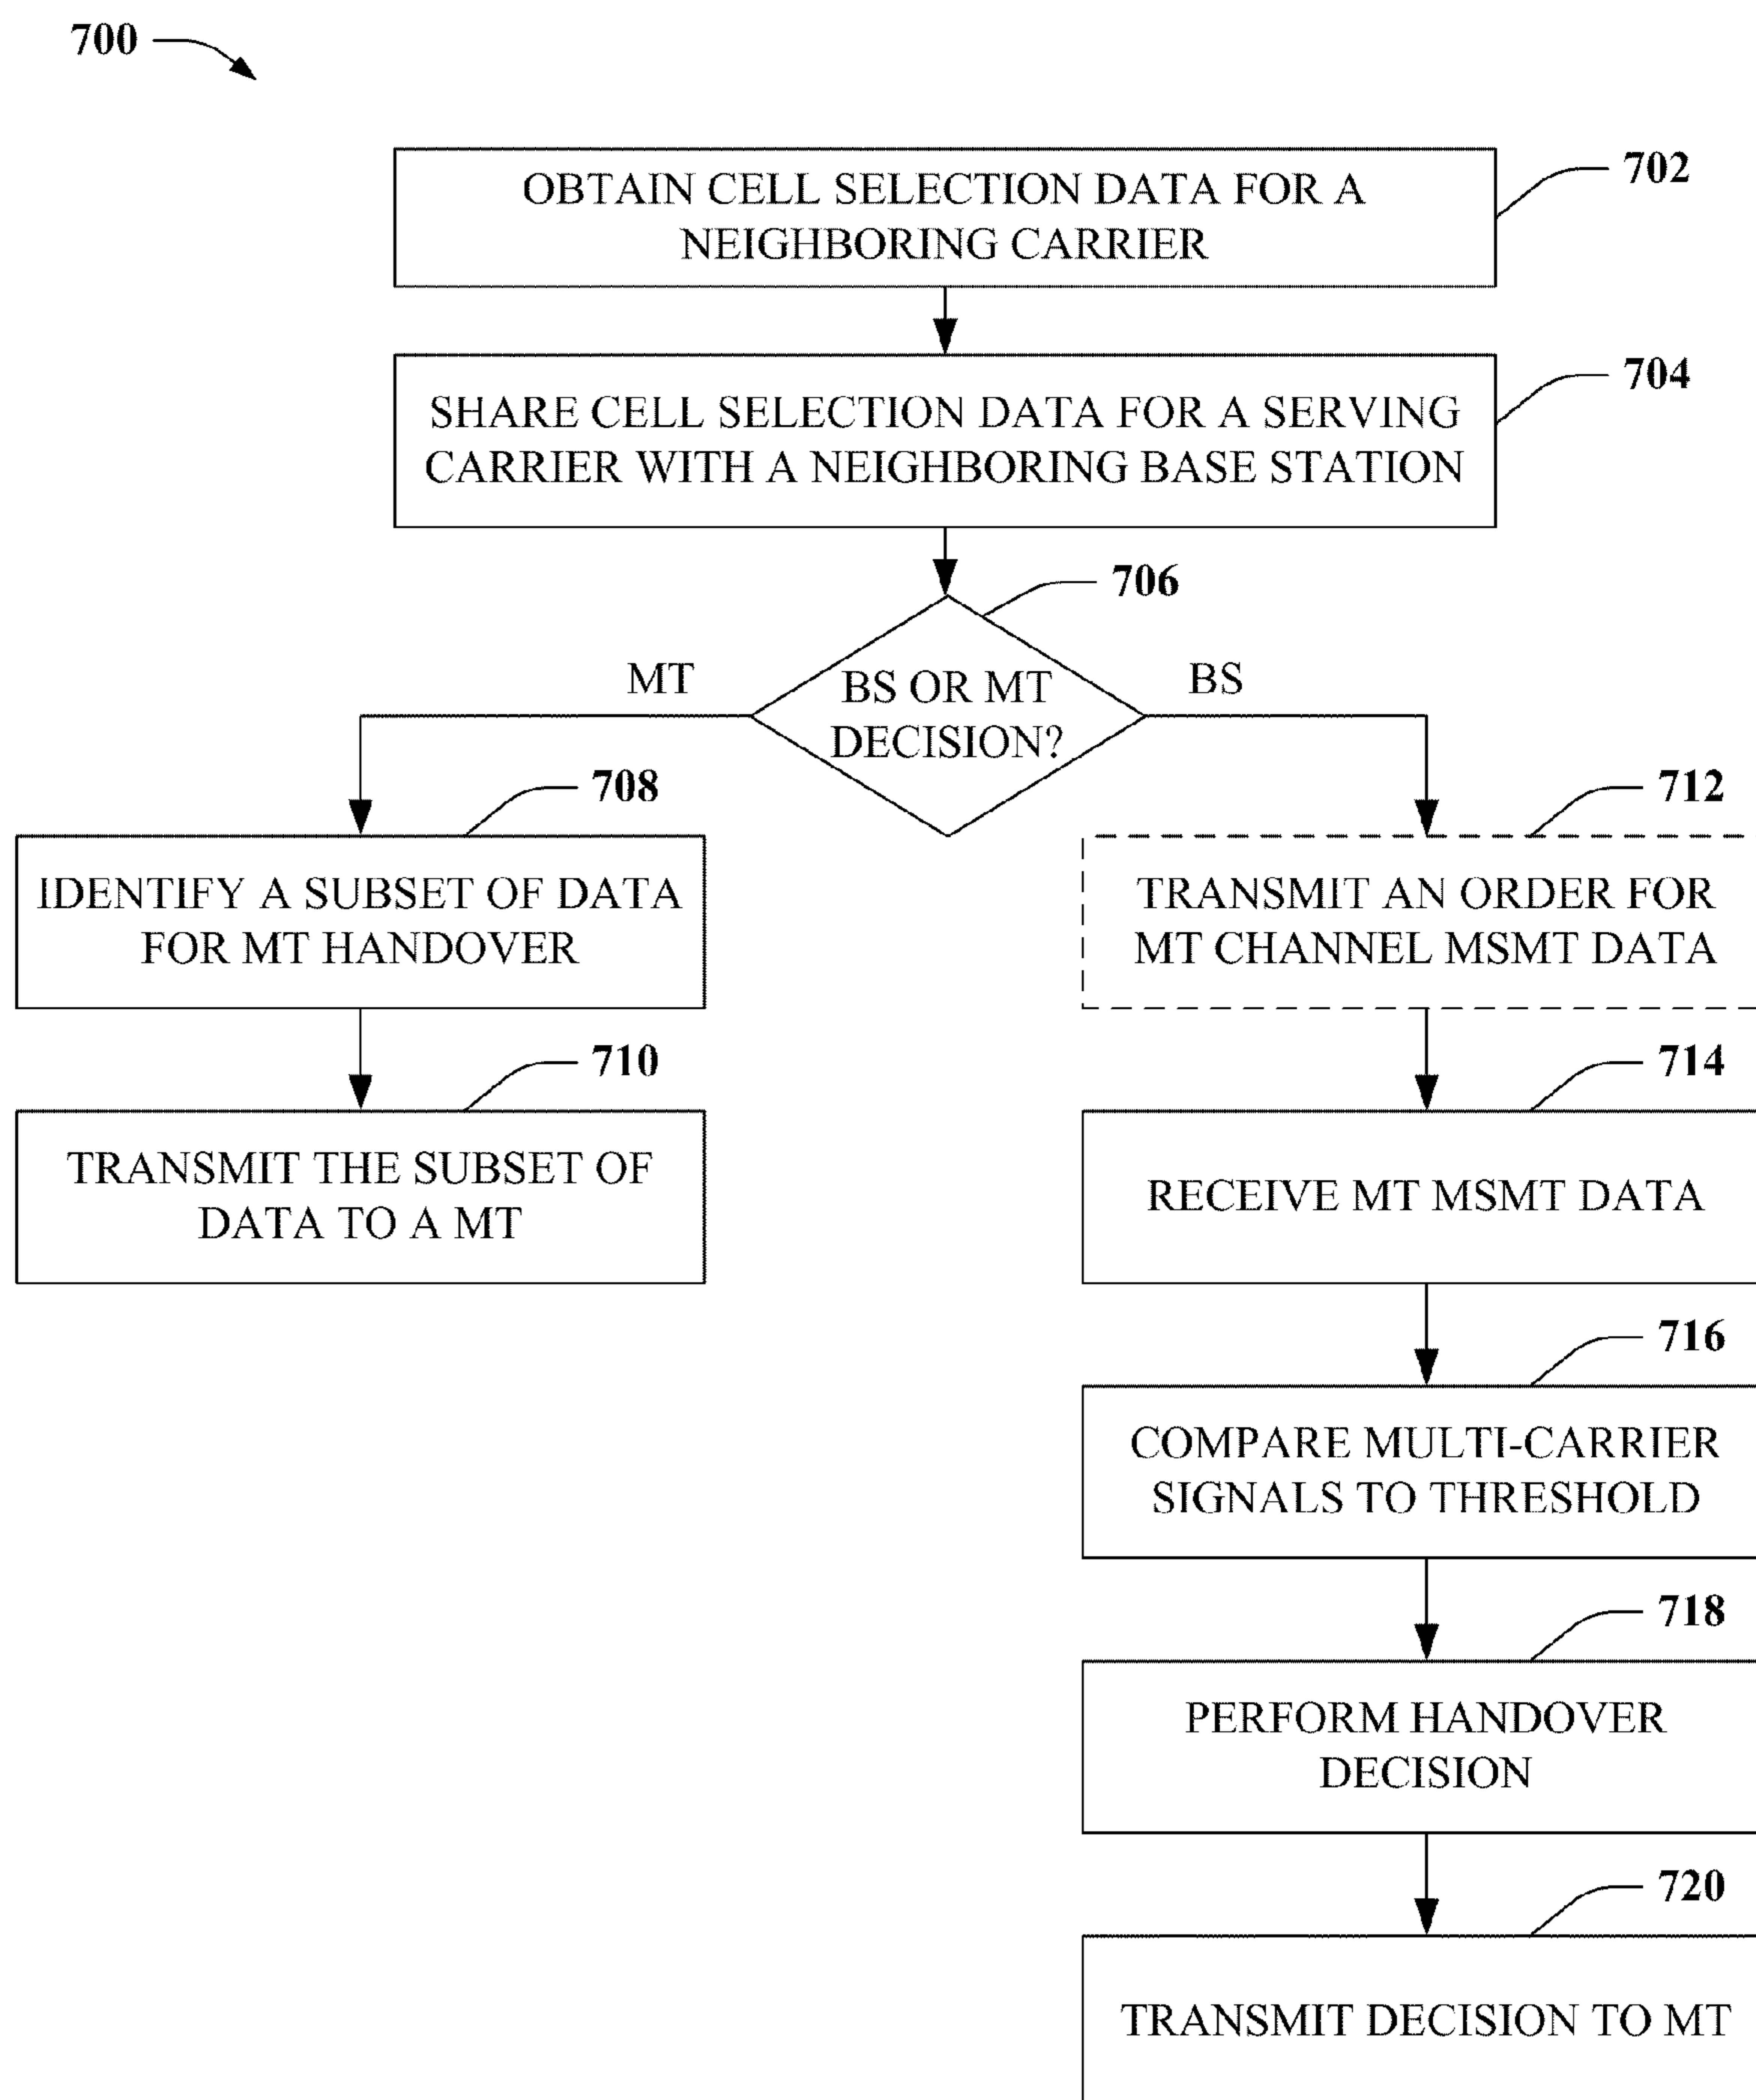 700
OBTAIN CELL SELECTION DATA FOR A
NEIGHBORING CARRIER
702
SHARE CELL SELECTION DATA FOR A SERVING
CARRIER WITH A NEIGHBORING BASE STATION
704
706
MT
BS OR MT
DECISION?
BS
708
IDENTIFY A SUBSET OF DATA
FOR MT HANDOVER
710
TRANSMIT THE SUBSET OF
DATA TO A MT
712
TRANSMIT AN ORDER FOR
MT CHANNEL MSMT DATA
714
RECEIVE MT MSMT DATA
716
COMPARE MULTI-CARRIER
SIGNALS TO THRESHOLD
718
PERFORM HANDOVER
DECISION
720
TRANSMIT DECISION TO MT